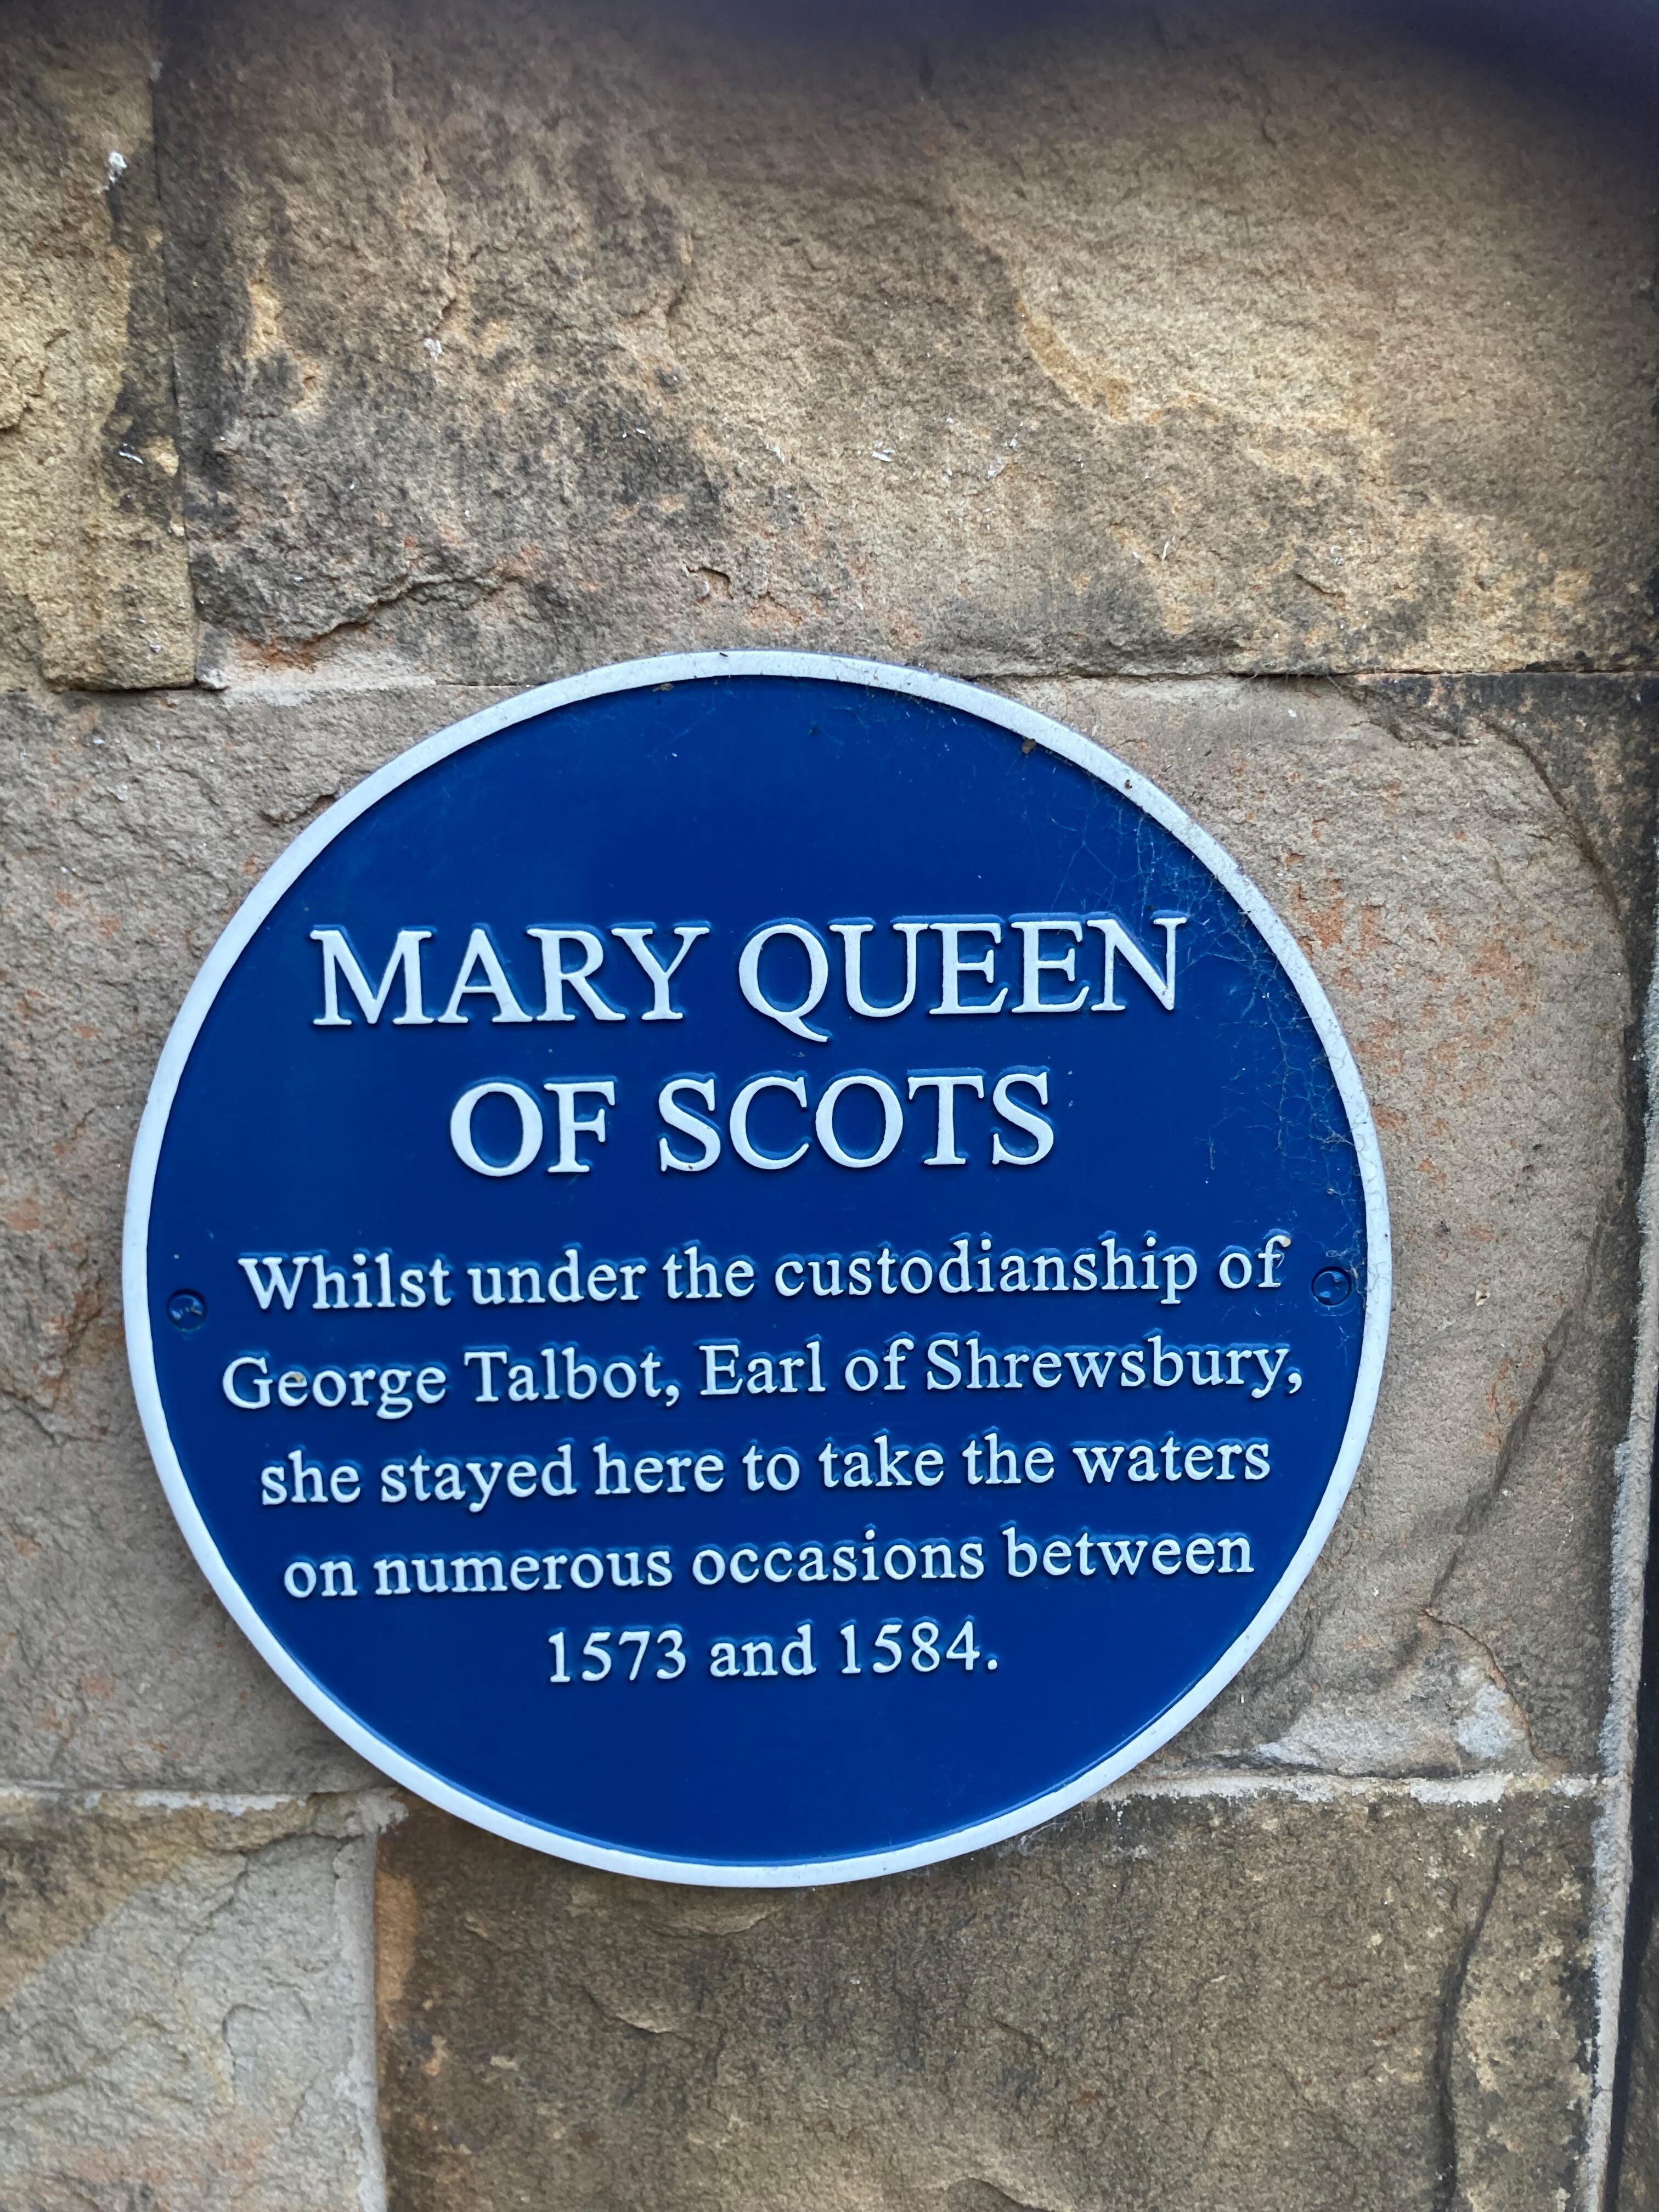 MARY QUEEN
OF SCOTS
Whilst under the custodianship of
George Talbot, Earl of Shrewsbury,
she stayed here to take the waters
on numerous occasions between
1573 and 1584.